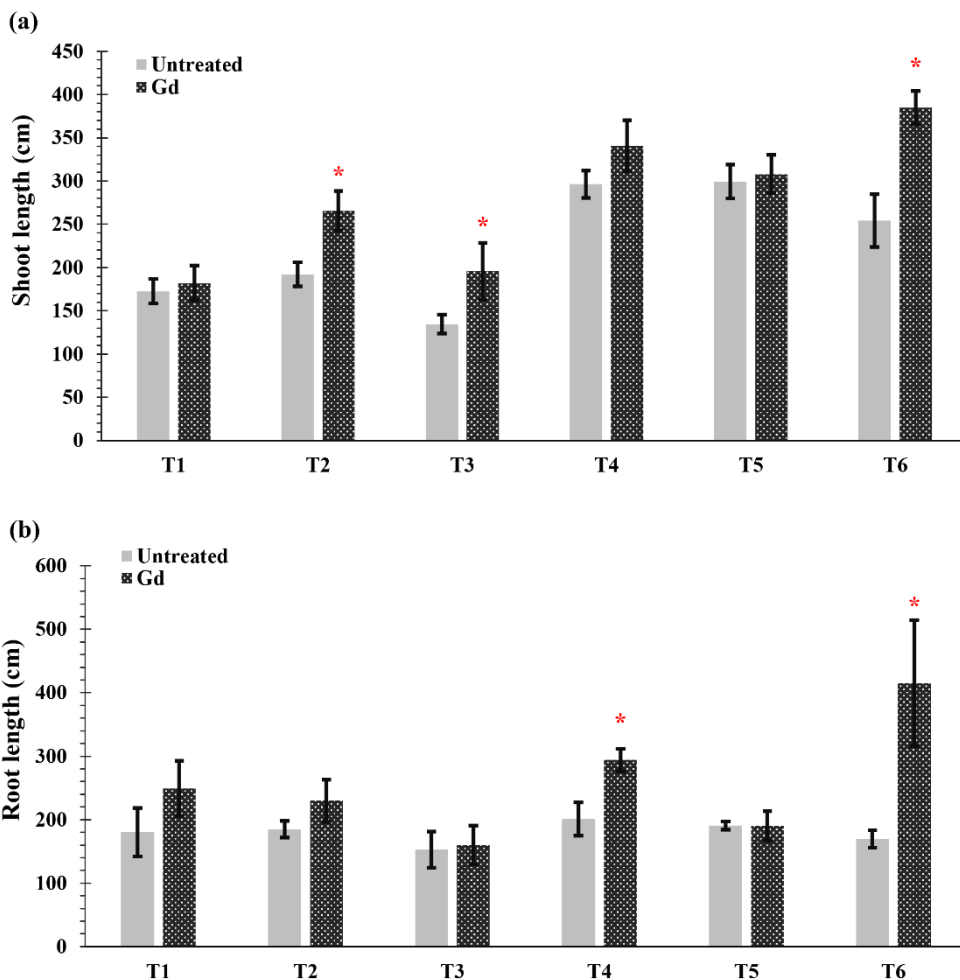 (a)
450
400
350
300
250
200
150
100
50
0
Shoot length (cm)
Untreated
Gd
*
*
*
T1 T2 T3 T4 T5 T6
(b)
600
500
400
300
200
100
0
Root length (cm)
Untreated
Gd
*
*
T1 T2 T3 T4 T5 T6